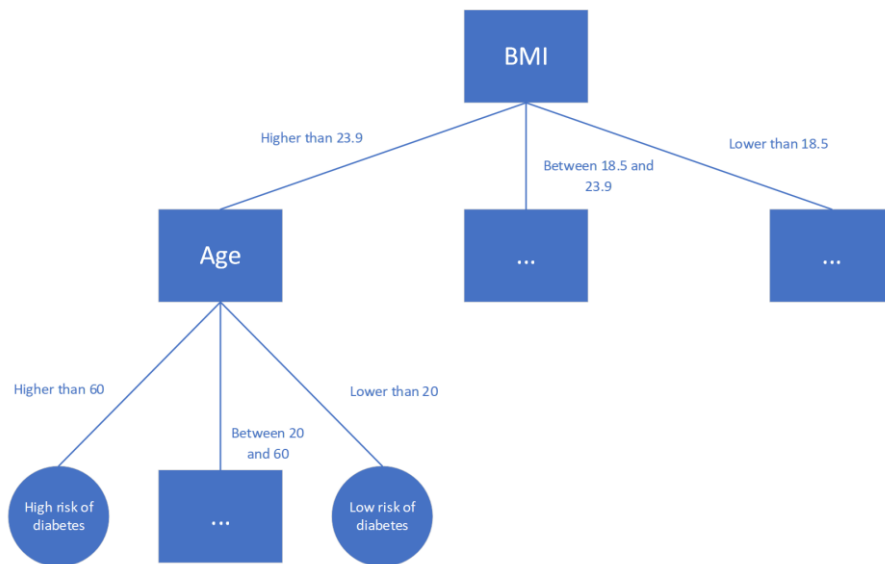 BMI
Higher than 23.9
Lower than 18.5
Between 18.5 and
23.9
Age
...
...
Higher than 60
Lower than 20
Between 20
and 60
High risk of
diabetes
...
Low risk of
diabetes